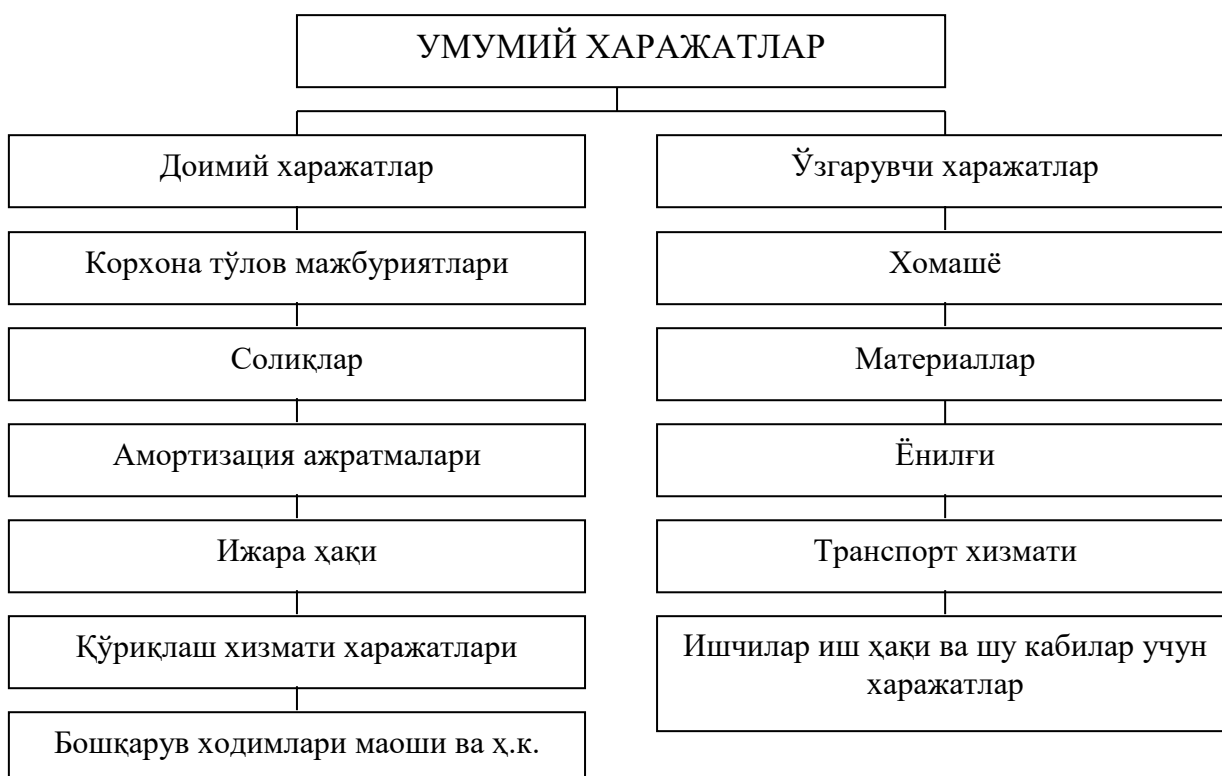 УМУМИЙ ХАРАЖАТЛАР
Доимий харажатлар
Корхона тўлов мажбуриятлари
Солиқлар
Амортизация ажратмалари
Ижара ҳақи
Қўриқлаш хизмати харажатлари
Бошқарув ходимлари маоши ва ҳ.к.
Ўзгарувчи харажатлар
Хомашё
Материаллар
Ёнилғи
Транспорт хизмати
Ишчилар иш ҳақи ва шу кабилар учун
харажатлар